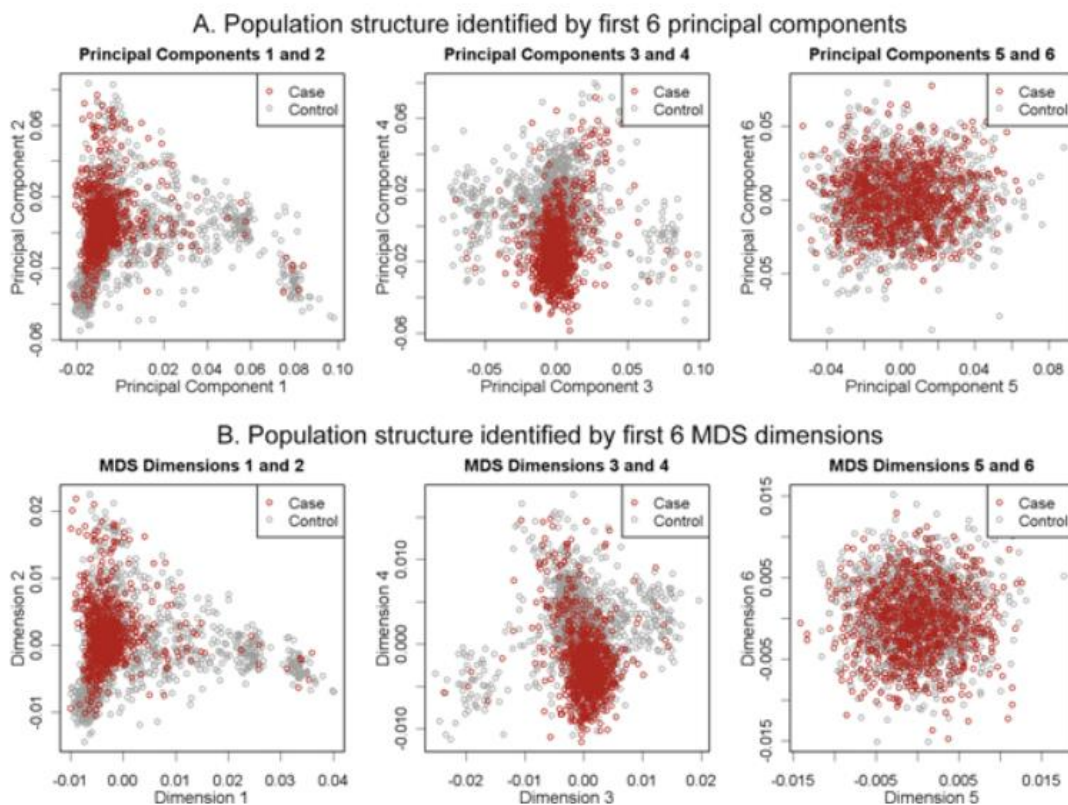 A. Population structure identified by first 6 principal components
Principal Components 1 and 2
Case
Control
Principal Component 2
0.06
0.02
-0.02
-0.06
-0.02
0.02
0.04
0.06
0.10
Principal Component 1
Principal Components 3 and 4
Case
Control
Principal Component 4
0.06
0.02
-0.02
-0.06
-0.05
0.00
0.05
0.10
Principal Component 3
Principal Components 5 and 6
Case
Control
Principal Component 6
0.05
0.00
-0.05
-0.04
0.00
0.04
0.08
Principal Component 5
B. Population structure identified by first 6 MDS dimensions
MDS Dimensions 1 and 2
Case
Control
Dimension 2
0.02
0.01
0.00
-0.01
-0.01
0.00
0.01
0.02
0.03
0.04
Dimension 1
MDS Dimensions 3 and 4
Case
Control
Dimension 4
0.010
0.000
-0.010
-0.02
-0.01
0.00
0.01
0.02
Dimension 3
MDS Dimensions 5 and 6
Case
Control
Dimension 6
0.015
0.005
-0.005
-0.015
-0.015
-0.005
0.005
0.015
Dimension 5